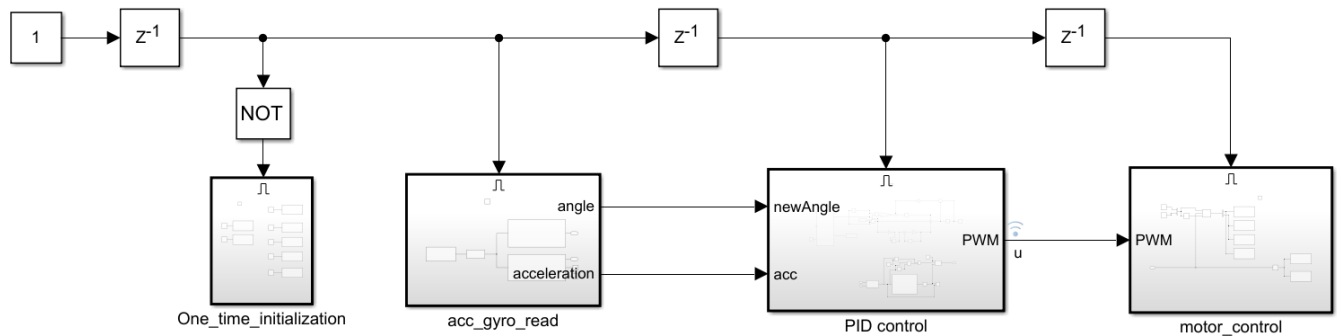 1
Z-1
Z-1
Z-1
NOT
angle
acceleration
newAngle
acc
PWM
u
PWM
One_time_initialization
acc_gyro_read
PID control
motor_control